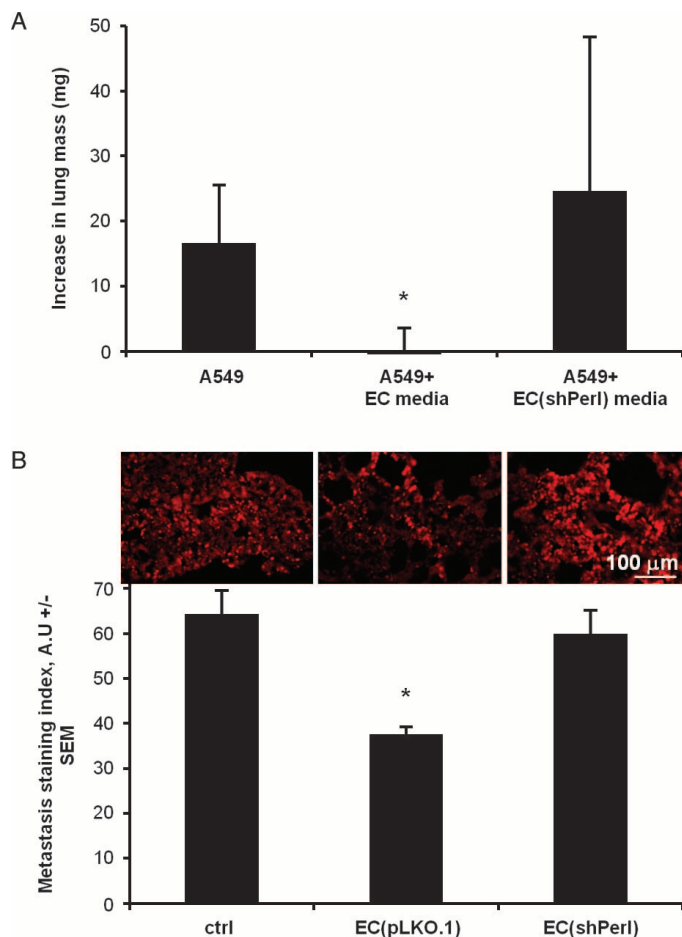 A
Increase in lung mass (mg)
50
40
30
20
10
0
*
A549
A549+
EC media
A549+
EC(shPerl) media
B
100 µm
Metastasis staining index, A.U +/-
SEM
70
60
50
40
30
20
10
0
*
ctrl
EC(pLKO.1)
EC(shPerl)